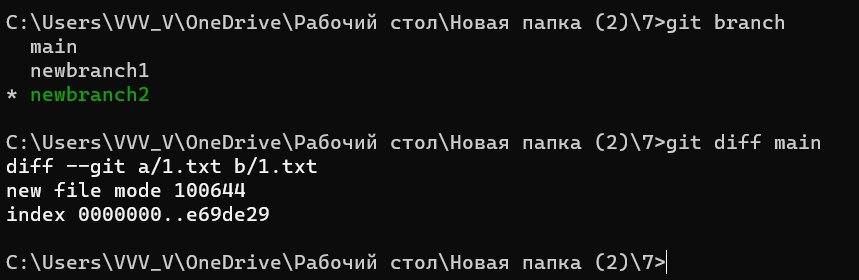 C:\Users\VVV_V\OneDrive\Рабочий стол\Новая папка (2)\7>git branch
  main
  newbranch1
* newbranch2
C:\Users\VVV_V\OneDrive\Рабочий стол\Новая папка (2)\7>git diff main
diff --git a/1.txt b/1.txt
new file mode 100644
index 0000000..e69de29
C:\Users\VVV_V\OneDrive\Рабочий стол\Новая папка (2)\7>